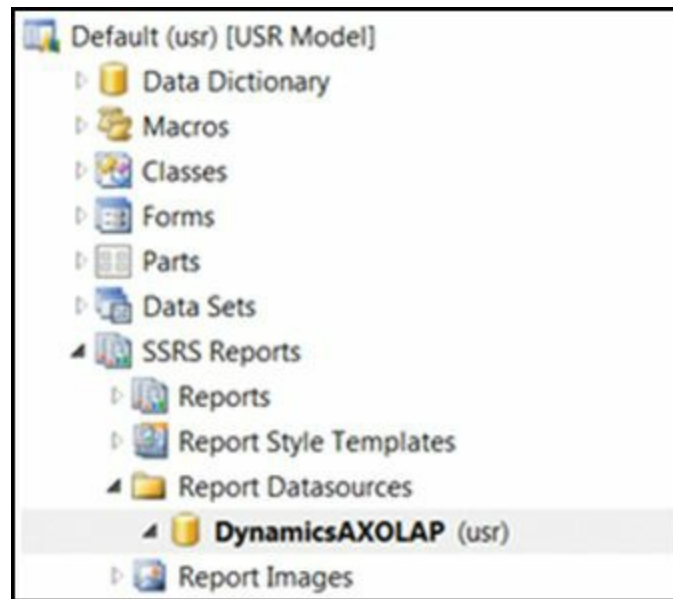 Default (usr) [USR Model]
Data Dictionary
Macros
Classes
Forms
Parts
Data Sets
SSRS Reports
Reports
Report Style Templates
Report Datasources
DynamicsAXOLAP (usr)
Report Images